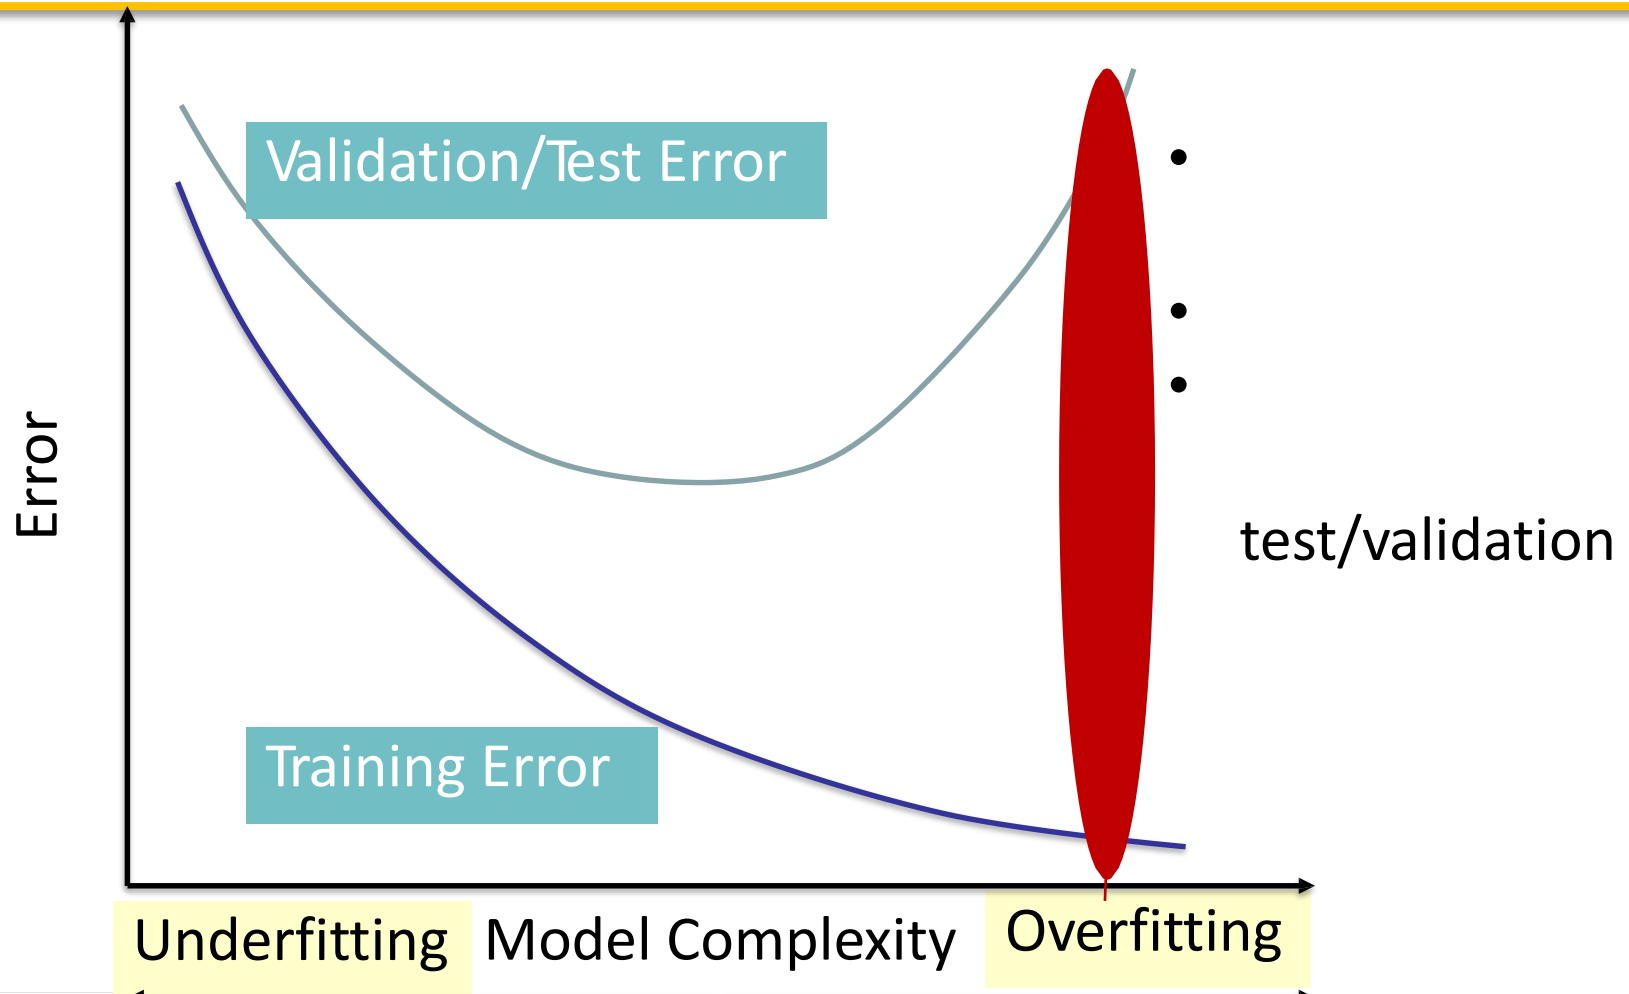 Validation/Test Error
•
•
•
Error
test/validation
Training Error
Underfitting Model Complexity Overfitting